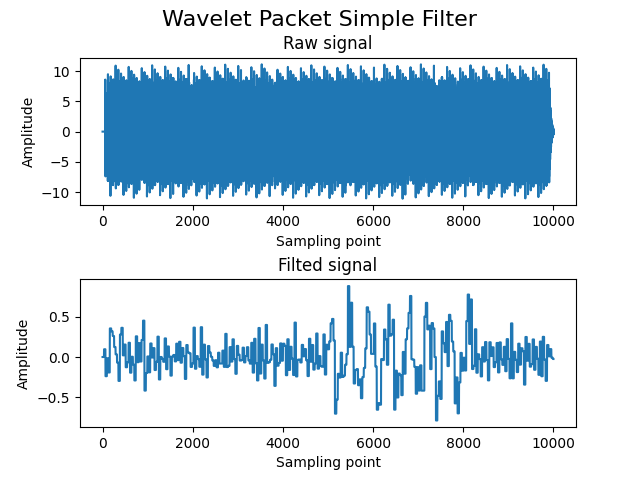 Wavelet Packet Simple Filter
Raw signal
10
5
0
−5
−10
Amplitude
0 2000 4000 6000 8000 10000
Sampling point
Filted signal
0.5
0.0
−0.5
Amplitude
0 2000 4000 6000 8000 10000
Sampling point